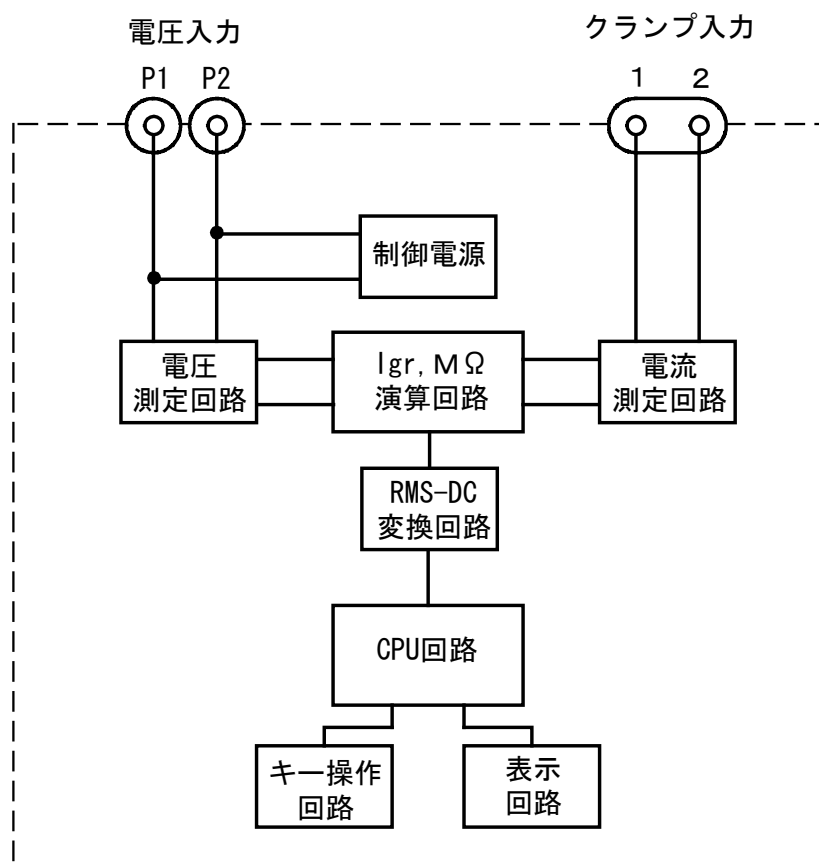 電圧入力
クランプ入力
P1 P2
1 2
制御電源
電圧
測定回路
Igr, MΩ
演算回路
電流
測定回路
RMS-DC
変換回路
CPU回路
キー操作
回路
表示
回路